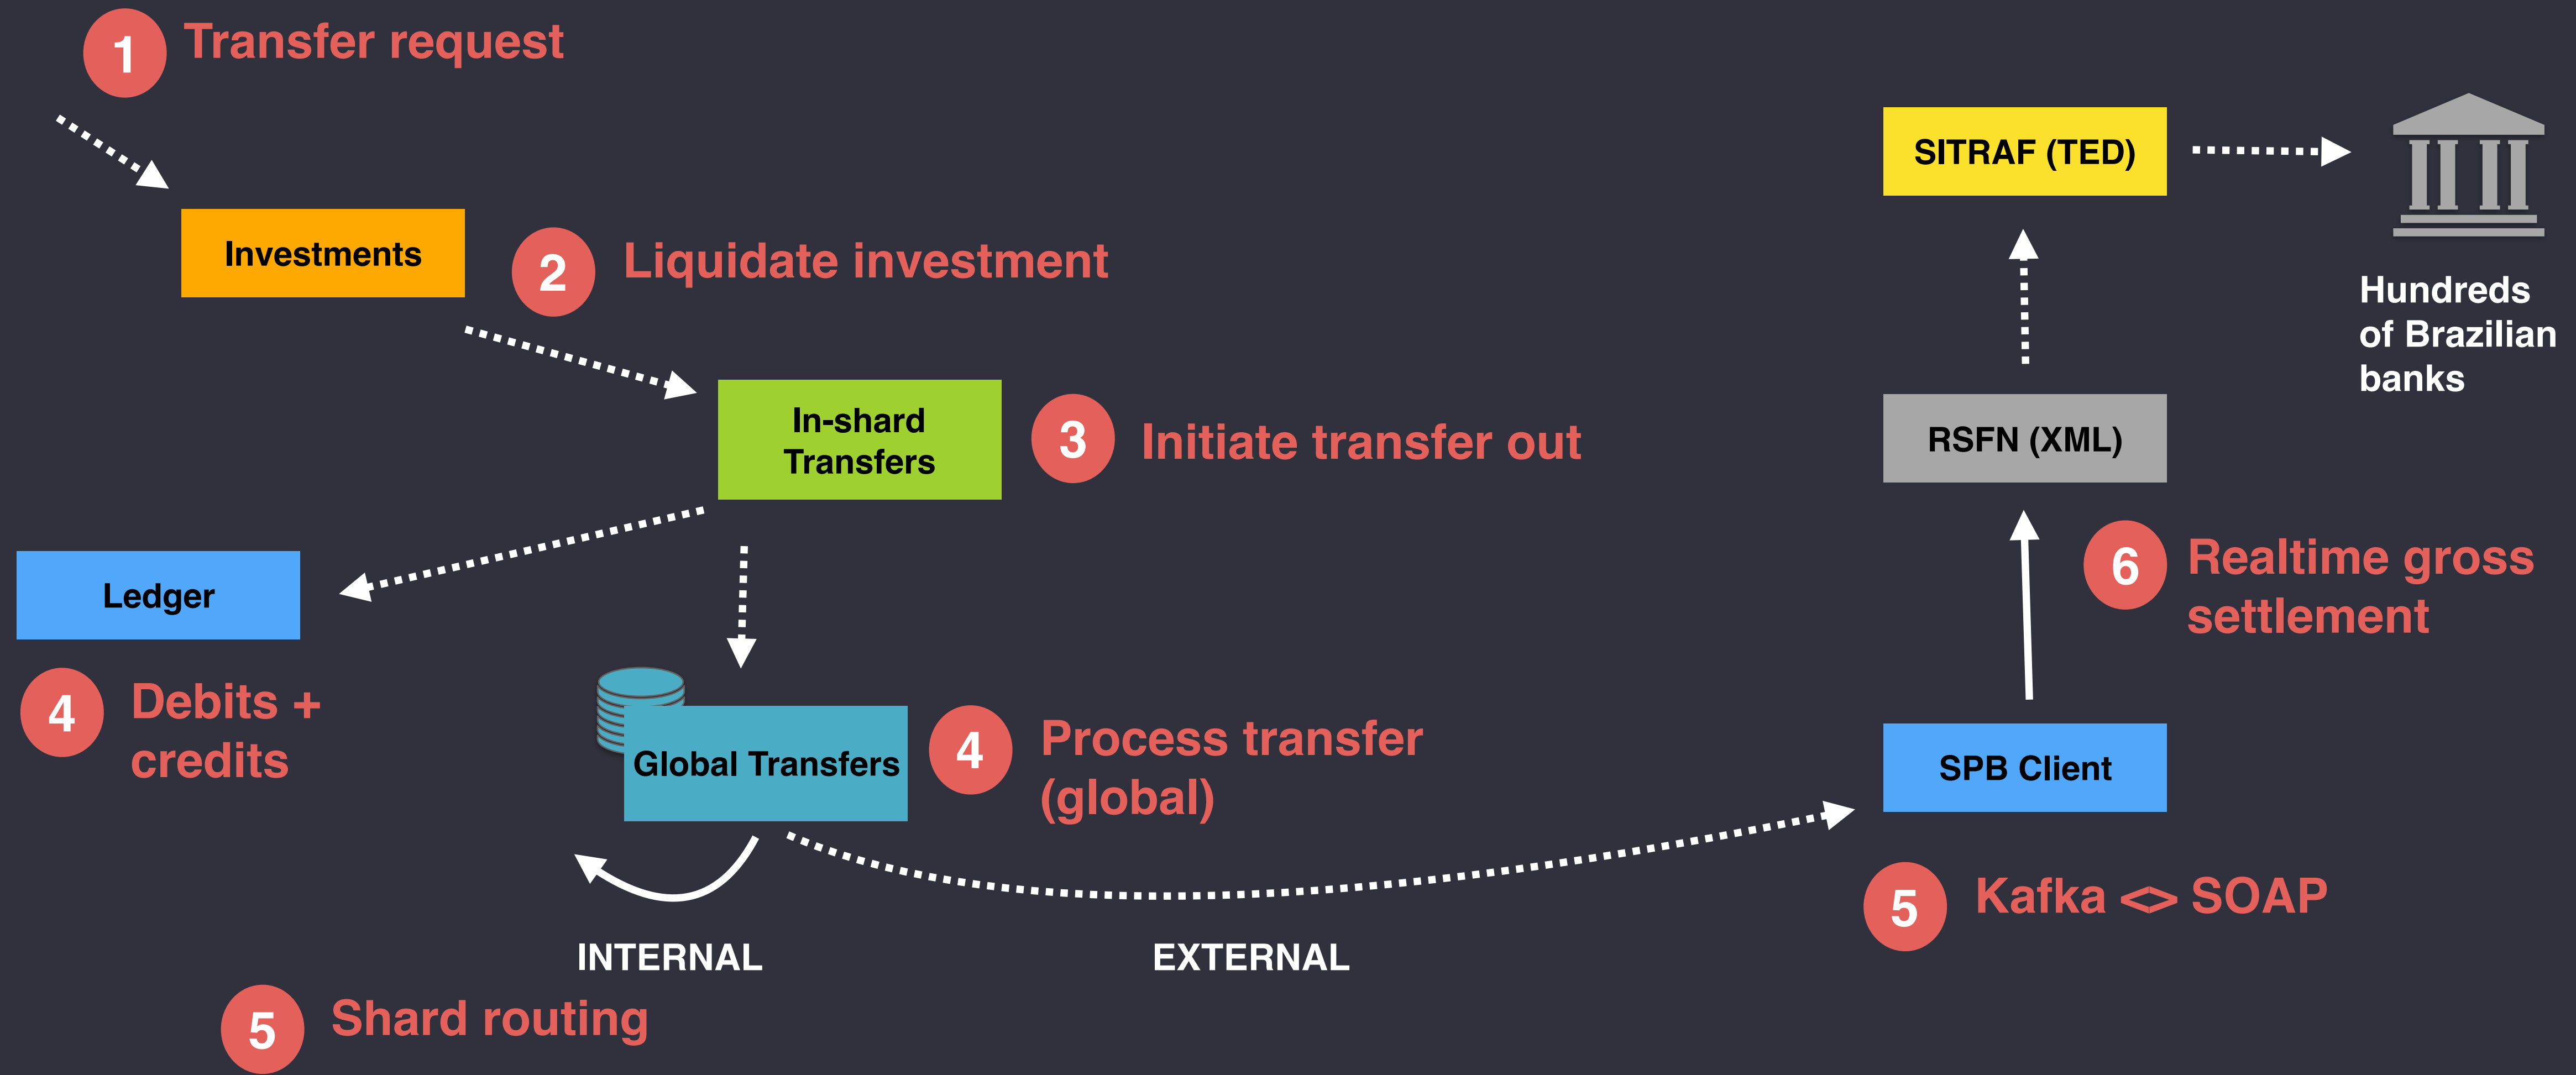 1 Transfer request
Investments
2 Liquidate investment
In-shard
Transfers
3 Initiate transfer out
Ledger
4 Debits +
credits
Global Transfers
4 Process transfer
(global)
INTERNAL
5 Shard routing
EXTERNAL
SPB Client
5 Kafka <> SOAP
6 Realtime gross
settlement
RSFN (XML)
SITRAF (TED)
Hundreds
of Brazilian
banks